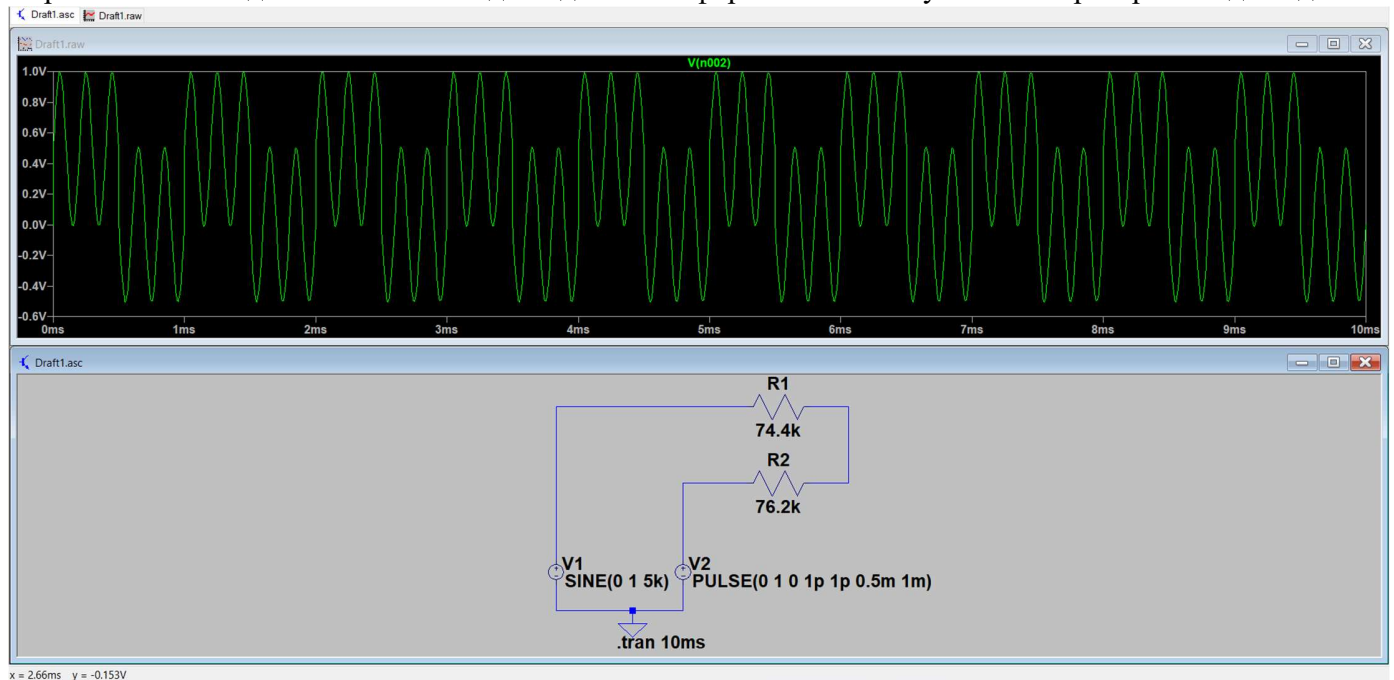 Draft1.asc Draft1.raw
Draft1.raw
V(n002)
1.0V
0.8V
0.6V
0.4V
0.2V
0.0V
-0.2V
-0.4V
-0.6V
0ms 1ms 2ms 3ms 4ms 5ms 6ms 7ms 8ms 9ms 10ms
Draft1.asc
R1
74.4k
R2
76.2k
V1 V2
SINE(0 1 5k) PULSE(0 1 0 1p 1p 0.5m 1m)
.tran 10ms
x = 2.66ms y = -0.153V